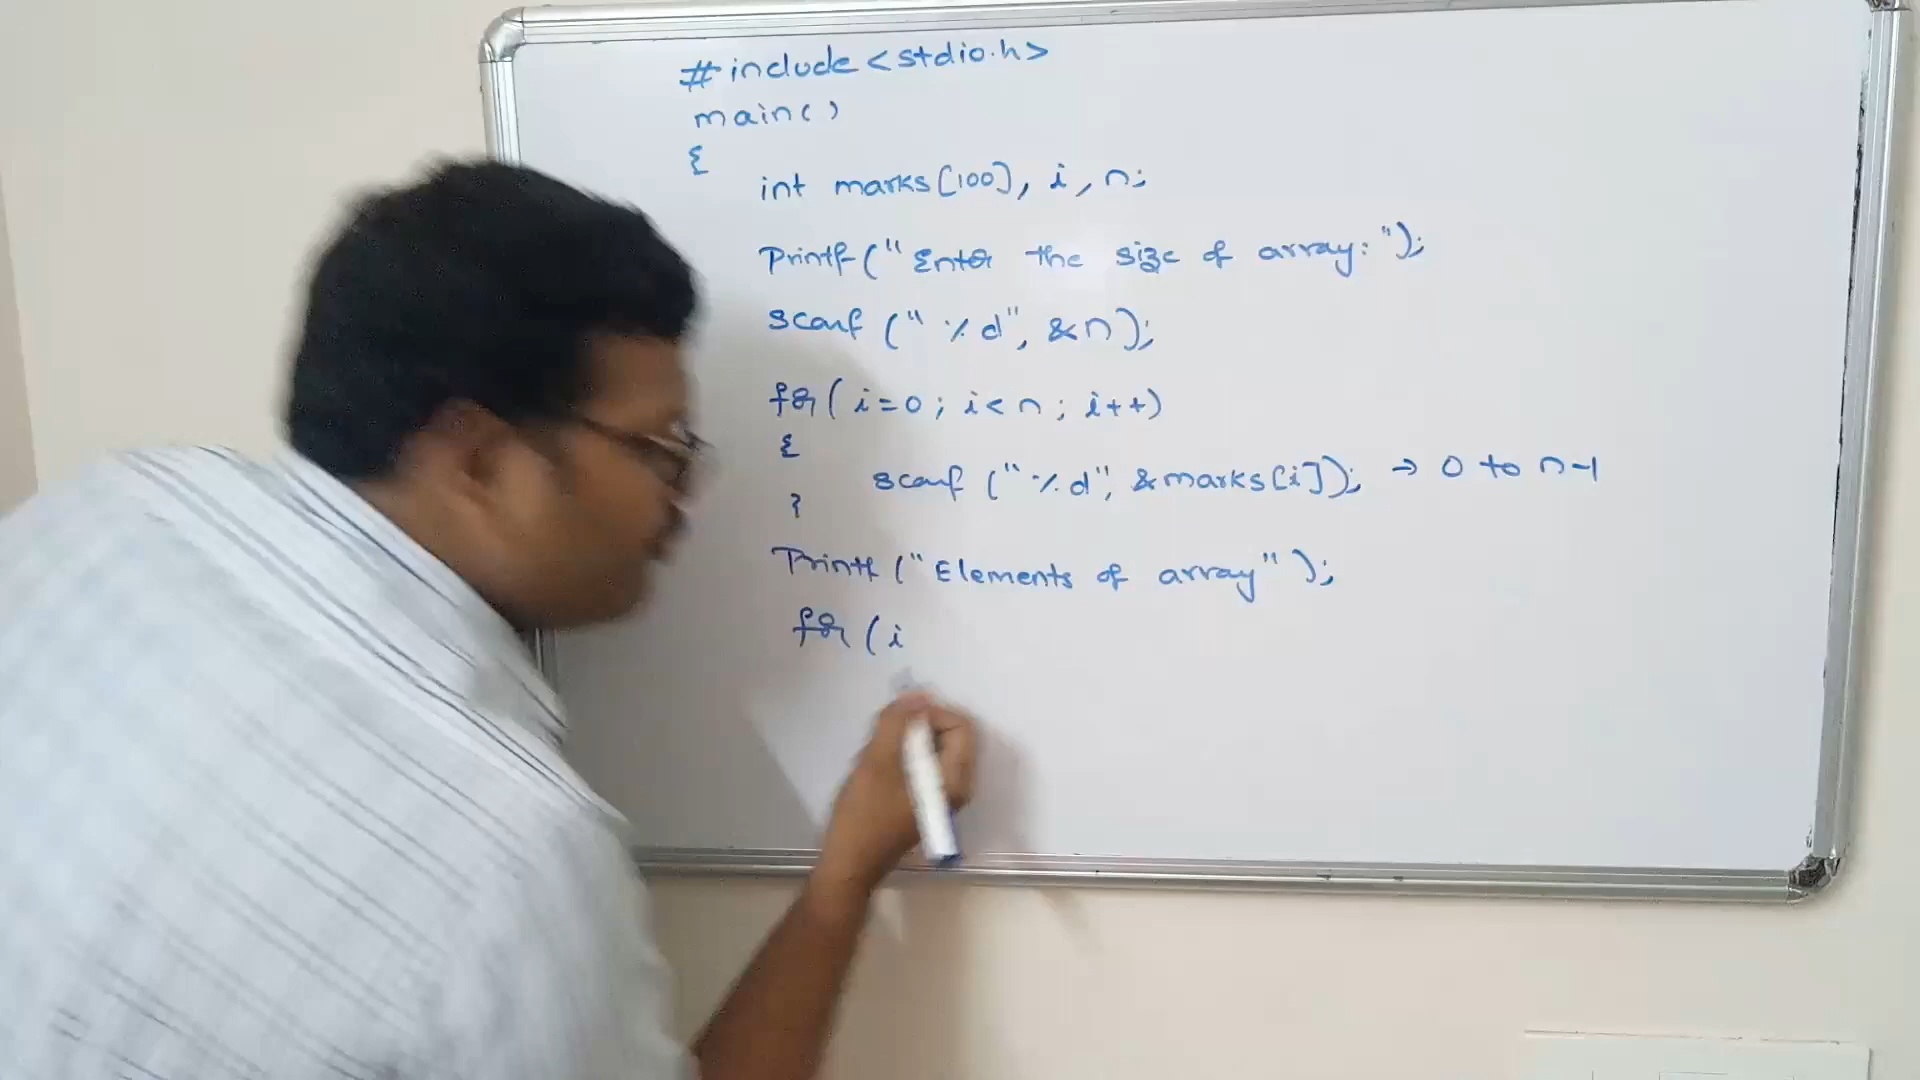 #include<stdio.h>
main()
{
int marks[100], i, n;
Printf("Enter the size of array:");
scanf("%d", &n);
for(i=0; i<n; i++)
{
scanf("%d", &marks[i]); → 0 to n-1
}
Printf("Elements of array");
for(i